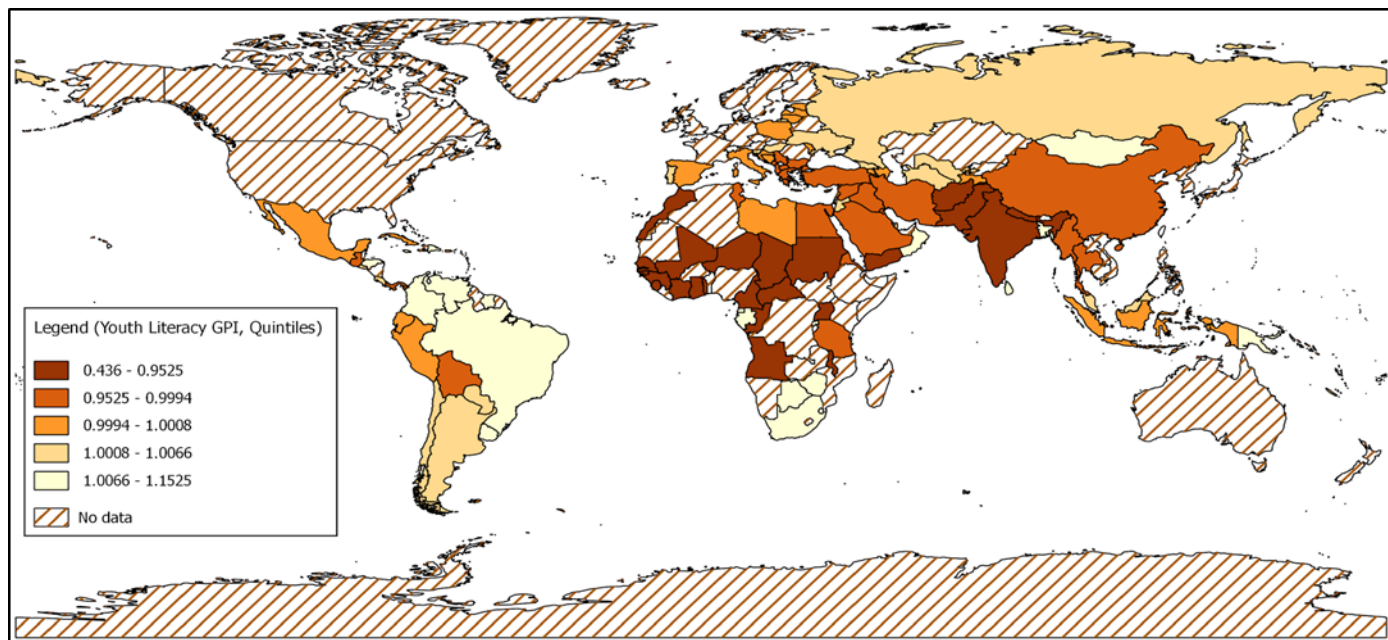 Legend (Youth Literacy GPI, Quintiles)
0.436 - 0.9525
0.9525 - 0.9994
0.9994 - 1.0008
1.0008 - 1.0066
1.0066 - 1.1525
No data